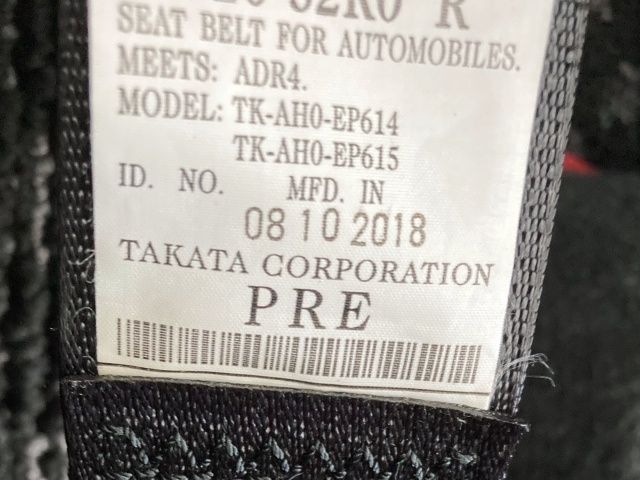 R
SEAT BELT FOR AUTOMOBILES.
MEETS: ADR4.
MODEL: TK-AH0-EP614
TK-AH0-EP615
ID. NO. MFD. IN
08 10 2018
TAKATA CORPORATION
PRE